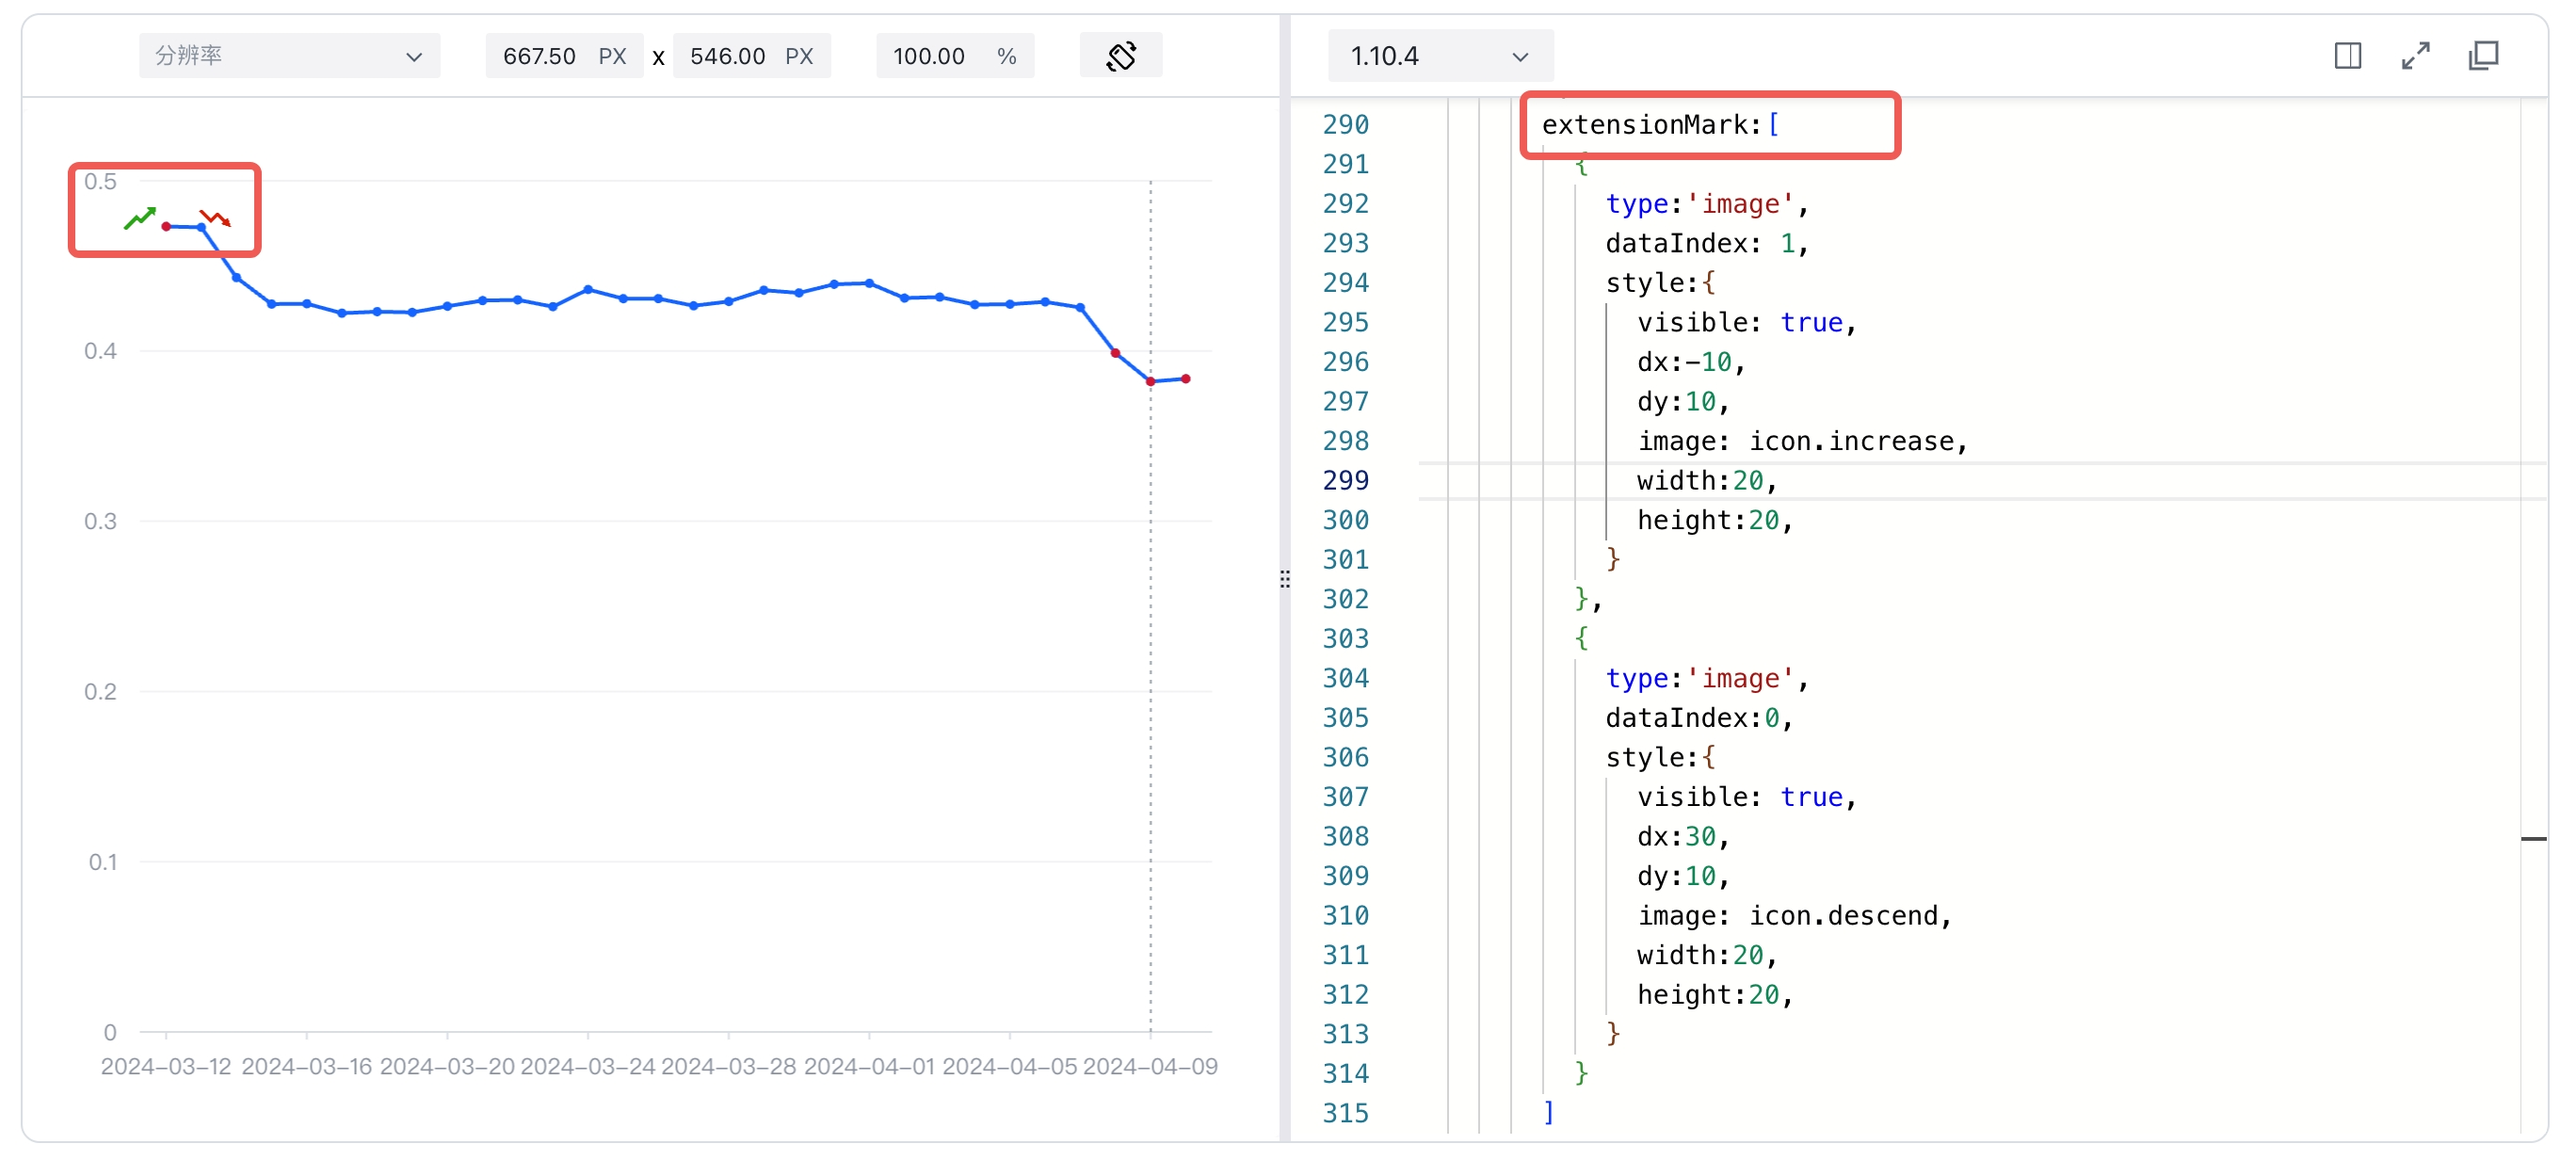 分辨率 667.50 PX x 546.00 PX 100.00 %
0.5
0.4
0.3
0.2
0.1
0
2024-03-12 2024-03-16 2024-03-20 2024-03-24 2024-03-28 2024-04-01 2024-04-05 2024-04-09
1.10.4
290 extensionMark:[
291 {
292 type:'image',
293 dataIndex: 1,
294 style:{
295 visible: true,
296 dx:-10,
297 dy:10,
298 image: icon.increase,
299 width:20,
300 height:20,
301 }
302 },
303 {
304 type:'image',
305 dataIndex:0,
306 style:{
307 visible: true,
308 dx:30,
309 dy:10,
310 image: icon.descend,
311 width:20,
312 height:20,
313 }
314 }
315 ]